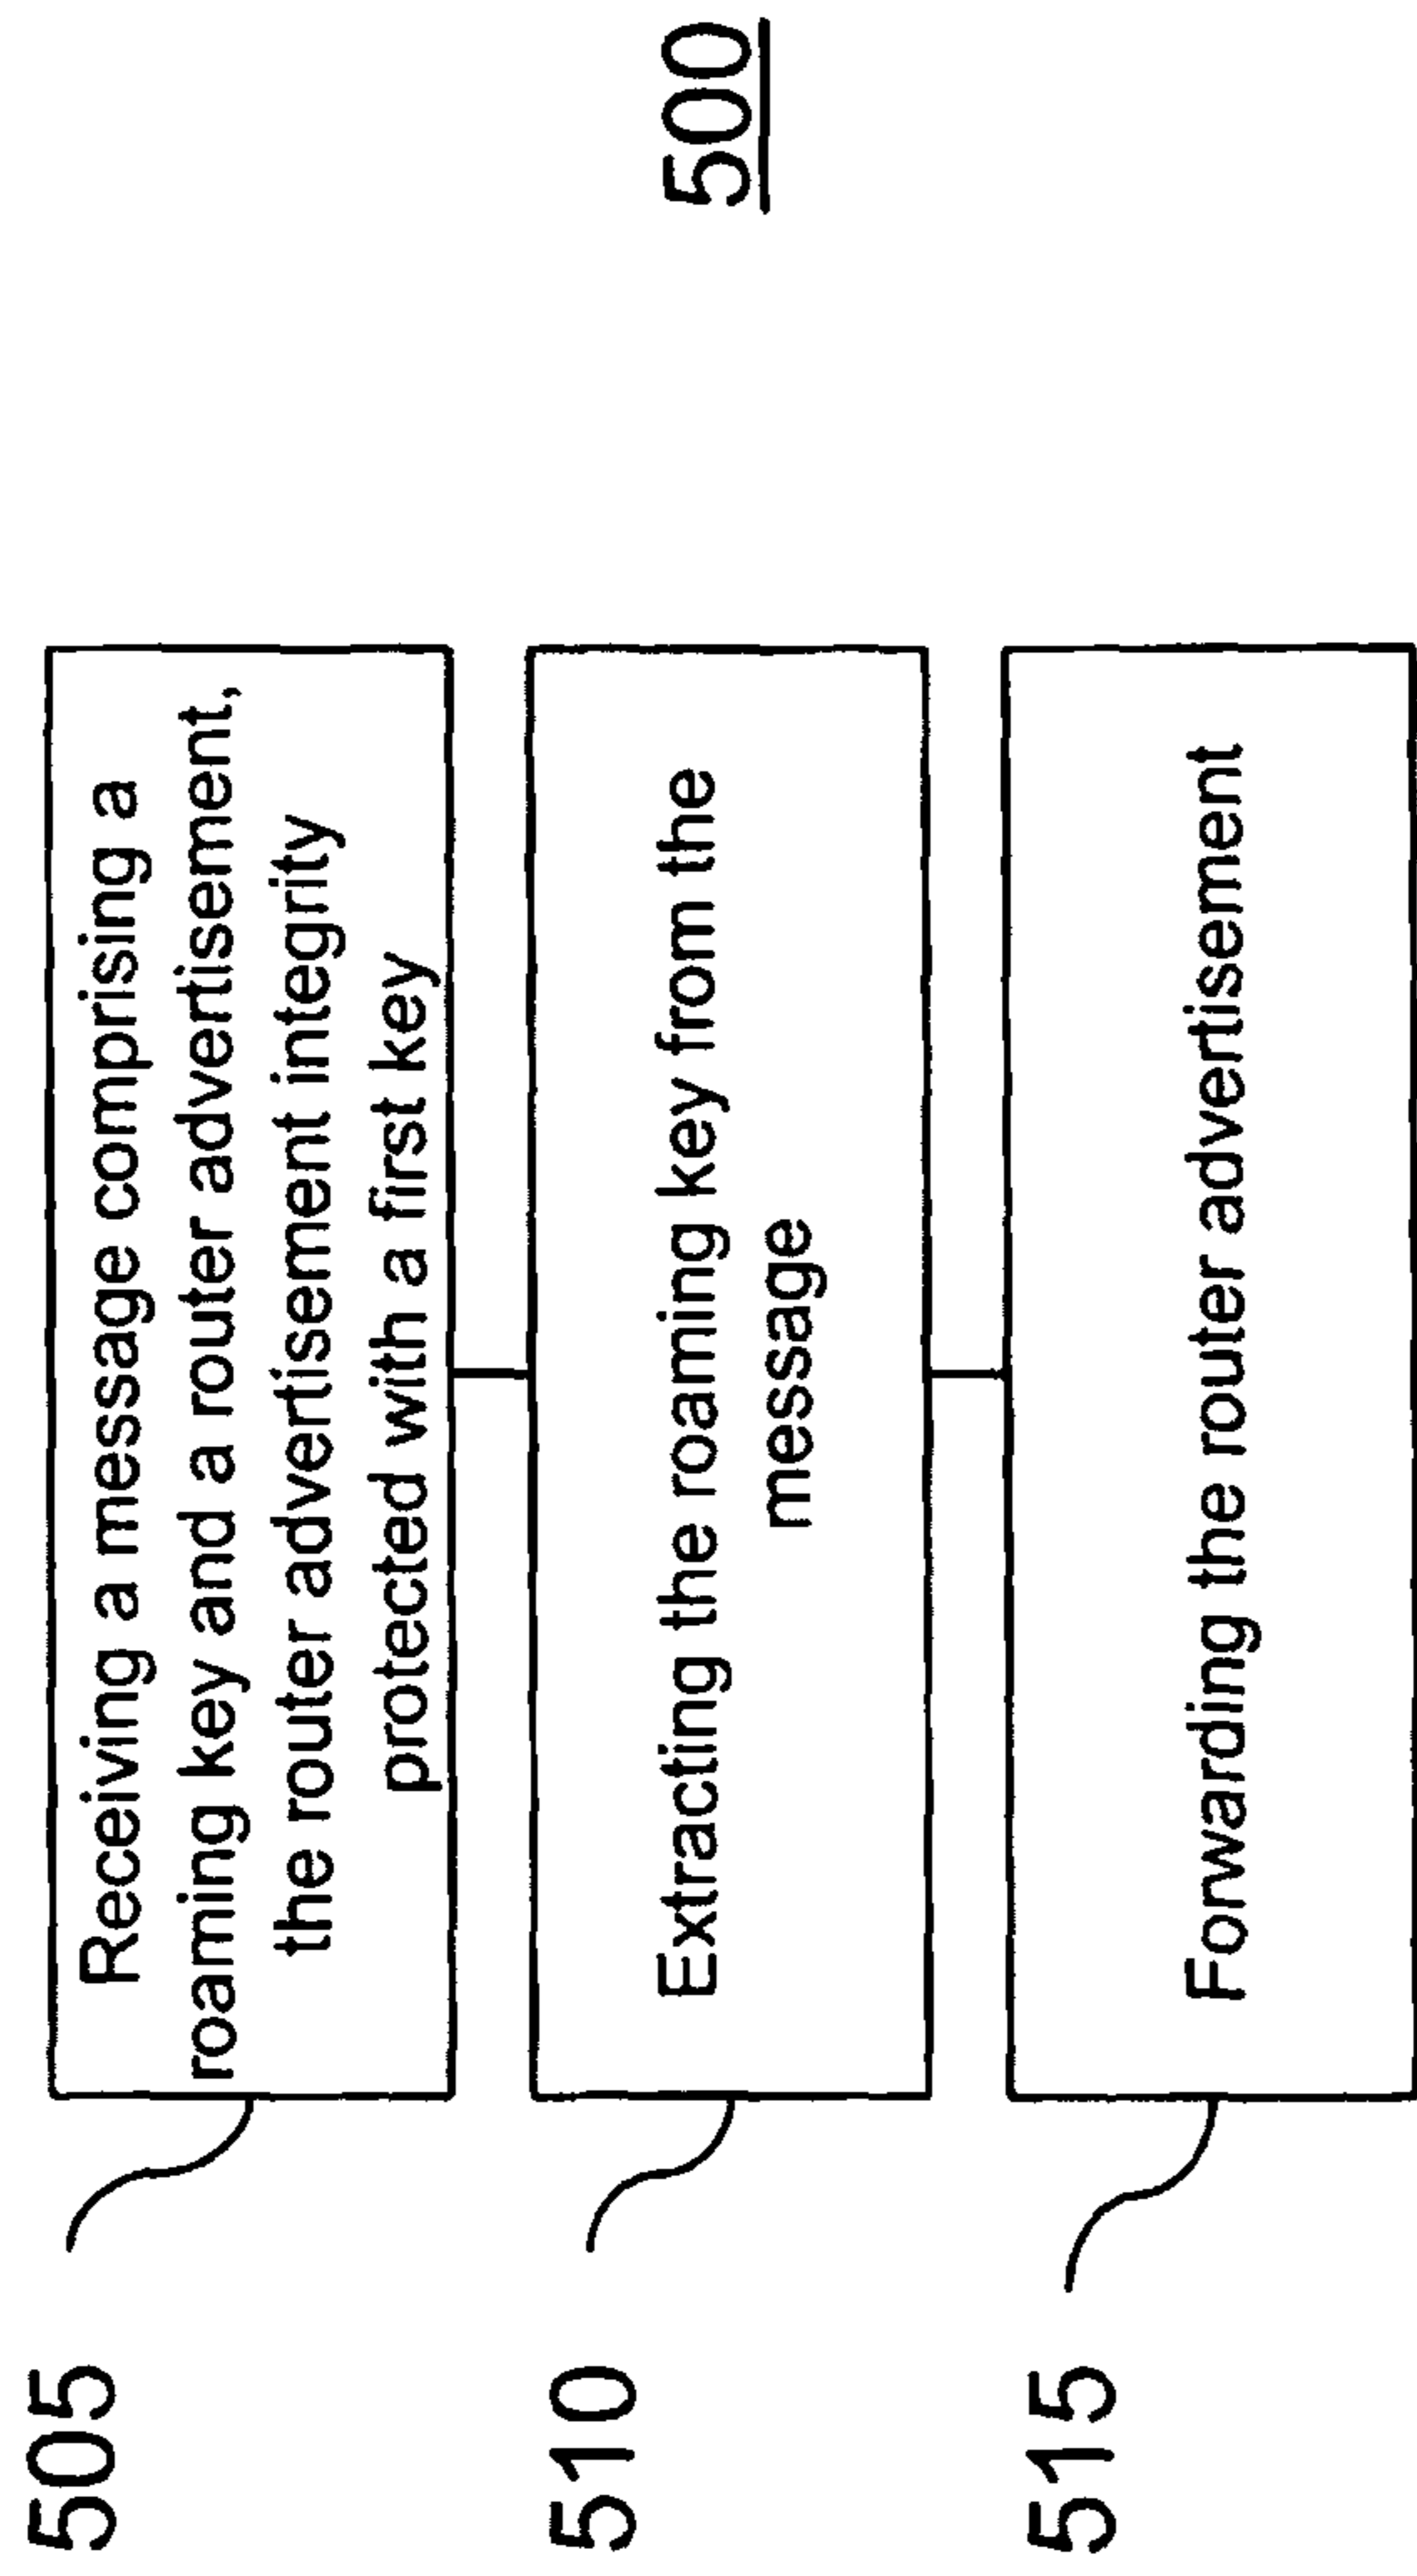 500
505
Receiving a message comprising a
roaming key and a router advertisement,
the router advertisement integrity
protected with a first key
510
Extracting the roaming key from the
message
515
Forwarding the router advertisement